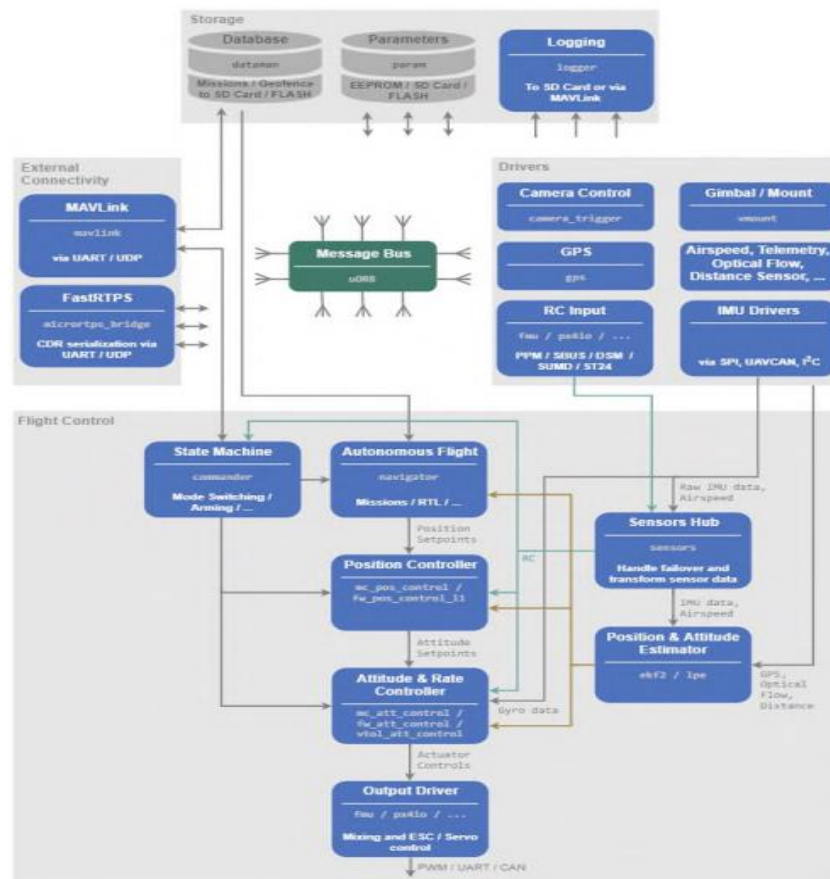 Storage
Database
dataman
Missions / Geofence
to SD Card / FLASH
Parameters
param
EEPROM / SD Card /
FLASH
Logging
logger
To SD Card or via
MAVLink
External
Connectivity
MAVLink
mavlink
via UART / UDP
FastRTPS
micrortps_bridge
CDR serialization via
UART / UDP
Message Bus
uORB
Drivers
Camera Control
camera_trigger
Gimbal / Mount
vmount
GPS
gps
Airspeed, Telemetry,
Optical Flow,
Distance Sensor, ...
RC Input
fmu / px4io / ...
PPM / SBUS / DSM /
SUMD / ST24
IMU Drivers
via SPI, UAVCAN, I²C
Flight Control
State Machine
commander
Mode Switching /
Arming / ...
Autonomous Flight
navigator
Missions / RTL / ...
Raw IMU data,
Airspeed
Sensors Hub
sensors
Handle failover and
transform sensor data
Position
Setpoints
RC
Position Controller
mc_pos_control /
fw_pos_control_l1
IMU data,
Airspeed
Position & Attitude
Estimator
ekf2 / lpe
Attitude
Setpoints
GPS,
Optical
Flow,
Distance
Attitude & Rate
Controller
mc_att_control /
fw_att_control /
vtol_att_control
Gyro data
Actuator
Controls
Output Driver
fmu / px4io / ...
Mixing and ESC / Servo
control
PWM / UART / CAN